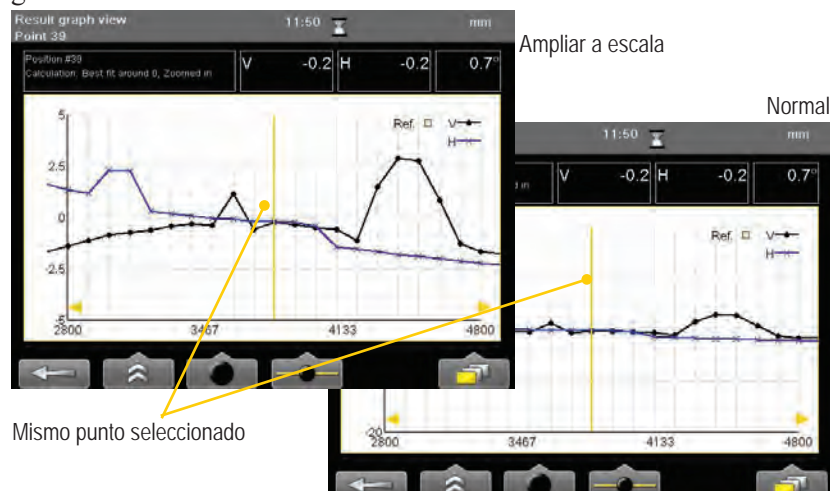 Result graph view
11:50
mm
Point 39
Position #39
Calculation: Best fit around 0, Zoomed in
V -0.2 H -0.2 0.7°
Ampliar a escala
5
2.5
0
-2.5
-5
Ref. V
H
2800 3467 4133 4800
Mismo punto seleccionado
Normal
11:50
mm
d in
V -0.2 H -0.2 0.7°
Ref. V
H
-20
2800 3467 4133 4800